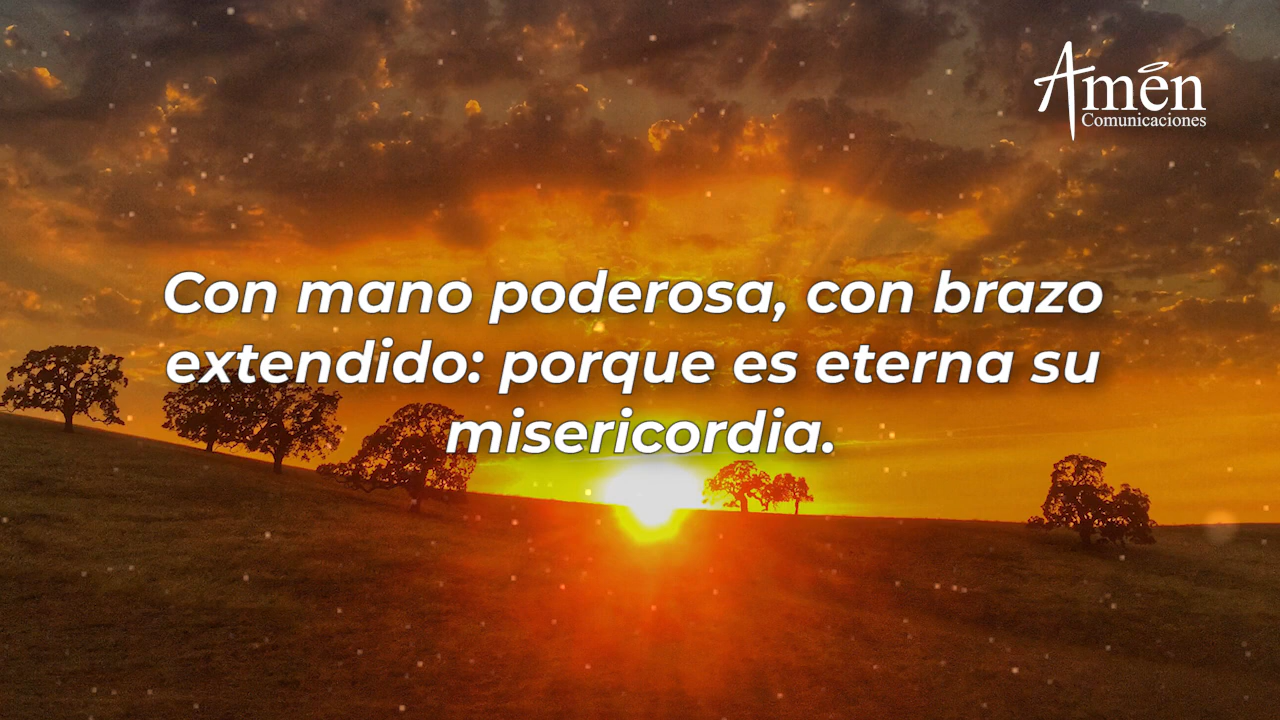 Amén
Comunicaciones
Con mano poderosa, con brazo
extendido: porque es eterna su
misericordia.